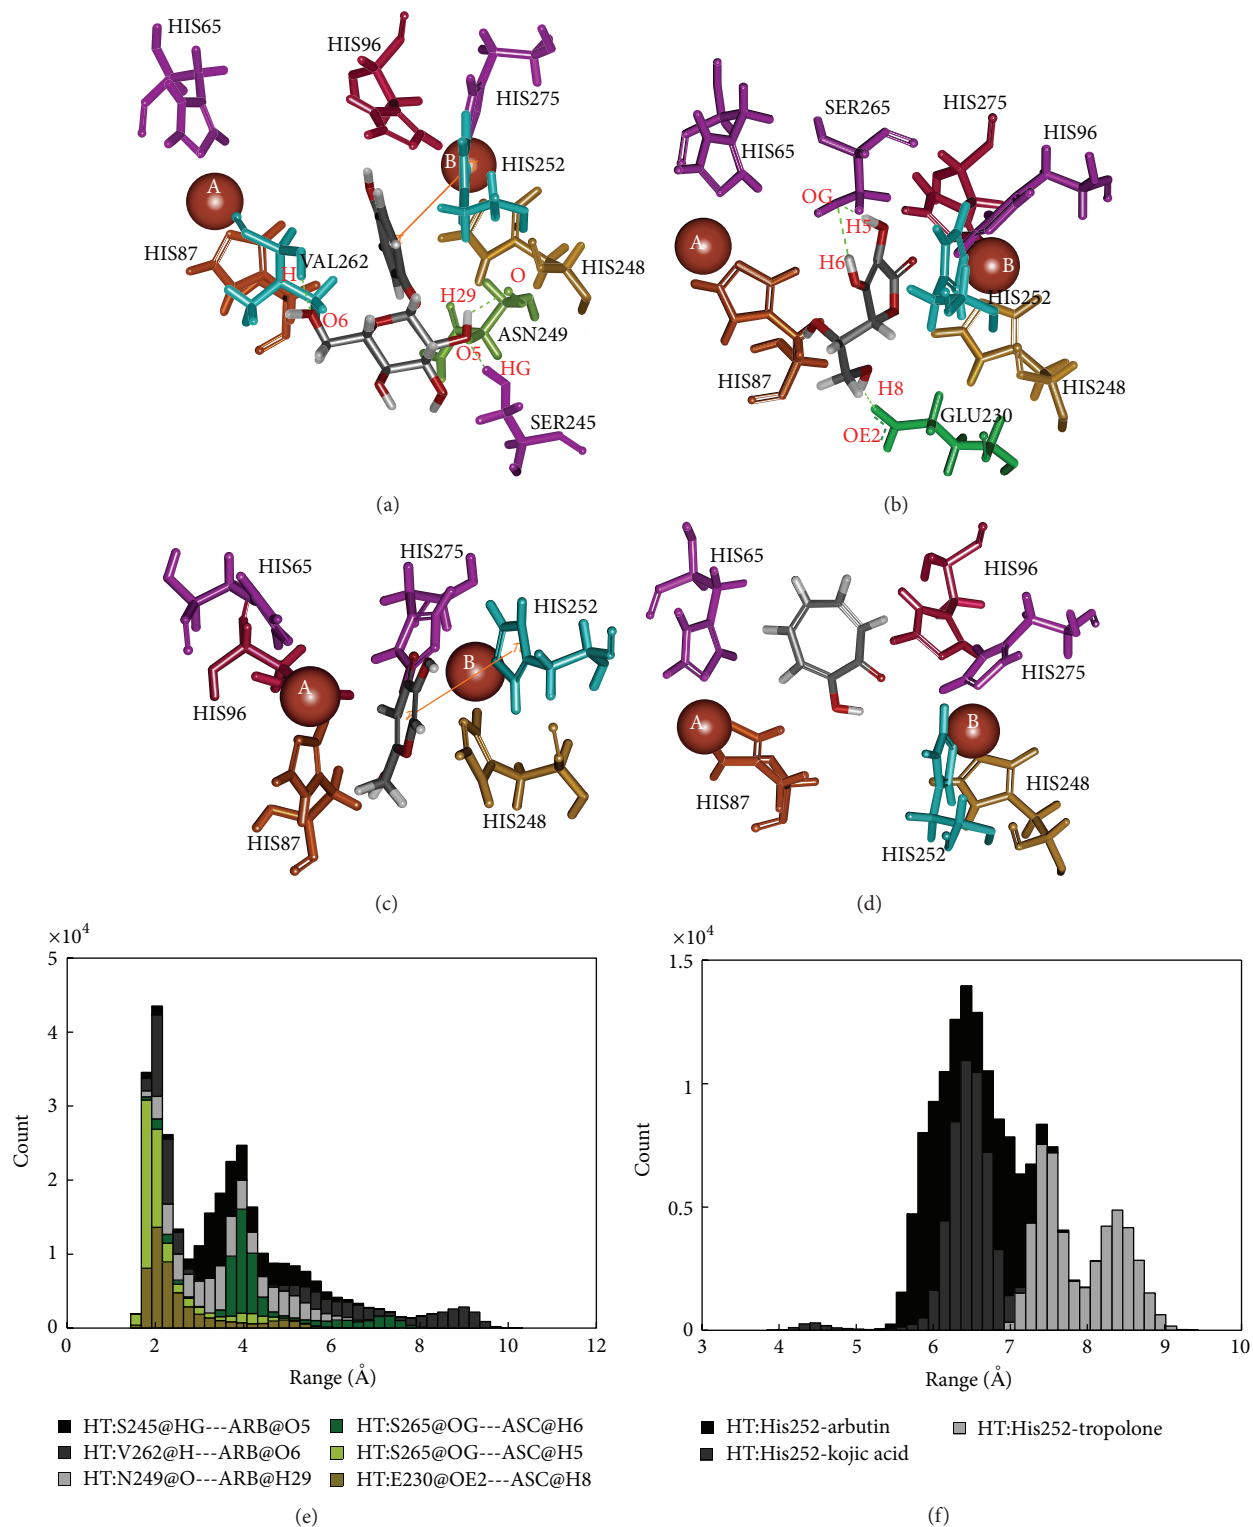 HIS65
HIS96
HIS275
A
B
HIS252
HIS87
VAL262
HIS248
H
O
H29
O6
ASN249
O5
HG
SER245
(a)
SER265
HIS275
HIS96
HIS65
OG
H5
A
H6
B
HIS252
HIS87
HIS248
H8
GLU230
OE2
(b)
HIS65
HIS275
HIS252
A
B
π
π
HIS96
HIS248
HIS87
(c)
HIS65
HIS96
HIS275
A
B
HIS87
HIS248
HIS252
(d)
×10⁴
5
4
3
2
1
0
Count
0 2 4 6 8 10 12
Range (Å)
HT:S245@HG---ARB@O5
HT:V262@H---ARB@O6
HT:N249@O---ARB@H29
HT:S265@OG---ASC@H6
HT:S265@OG---ASC@H5
HT:E230@OE2---ASC@H8
(e)
×10⁴
1.5
1
0.5
0
Count
3 4 5 6 7 8 9 10
Range (Å)
HT:His252-arbutin
HT:His252-kojic acid
HT:His252-tropolone
(f)